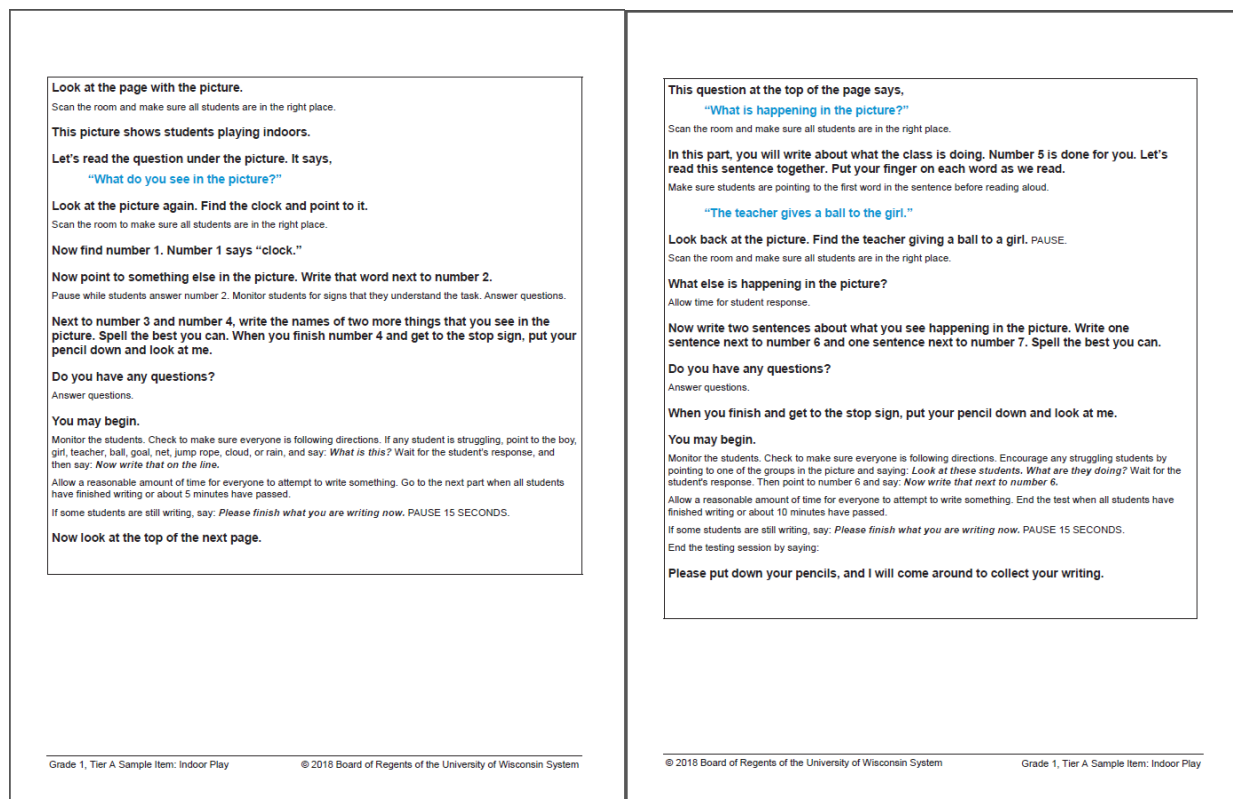 Look at the page with the picture.
Scan the room and make sure all students are in the right place.
This picture shows students playing indoors.
Let's read the question under the picture. It says,
“What do you see in the picture?”
Look at the picture again. Find the clock and point to it.
Scan the room to make sure all students are in the right place.
Now find number 1. Number 1 says “clock.”
Now point to something else in the picture. Write that word next to number 2.
Pause while students answer number 2. Monitor students for signs that they understand the task. Answer questions.
Next to number 3 and number 4, write the names of two more things that you see in the
picture. Spell the best you can. When you finish number 4 and get to the stop sign, put your
pencil down and look at me.
Do you have any questions?
Answer questions.
You may begin.
Monitor the students. Check to make sure everyone is following directions. If any student is struggling, point to the boy,
girl, teacher, ball, goal, net, jump rope, cloud, or rain, and say: What is this? Wait for the student's response, and
then say: Now write that on the line.
Allow a reasonable amount of time for everyone to attempt to write something. Go to the next part when all students
have finished writing or about 5 minutes have passed.
If some students are still writing, say: Please finish what you are writing now. PAUSE 15 SECONDS.
Now look at the top of the next page.
Grade 1, Tier A Sample Item: Indoor Play © 2018 Board of Regents of the University of Wisconsin System
This question at the top of the page says,
“What is happening in the picture?”
Scan the room and make sure all students are in the right place.
In this part, you will write about what the class is doing. Number 5 is done for you. Let's
read this sentence together. Put your finger on each word as we read.
Make sure students are pointing to the first word in the sentence before reading aloud.
“The teacher gives a ball to the girl.”
Look back at the picture. Find the teacher giving a ball to a girl. PAUSE.
Scan the room and make sure all students are in the right place.
What else is happening in the picture?
Allow time for student response.
Now write two sentences about what you see happening in the picture. Write one
sentence next to number 6 and one sentence next to number 7. Spell the best you can.
Do you have any questions?
Answer questions.
When you finish and get to the stop sign, put your pencil down and look at me.
You may begin.
Monitor the students. Check to make sure everyone is following directions. Encourage any struggling students by
pointing to one of the groups in the picture and saying: Look at these students. What are they doing? Wait for the
student's response. Then point to number 6 and say: Now write that next to number 6.
Allow a reasonable amount of time for everyone to attempt to write something. End the test when all students have
finished writing or about 10 minutes have passed.
If some students are still writing, say: Please finish what you are writing now. PAUSE 15 SECONDS.
End the testing session by saying:
Please put down your pencils, and I will come around to collect your writing.
© 2018 Board of Regents of the University of Wisconsin System Grade 1, Tier A Sample Item: Indoor Play